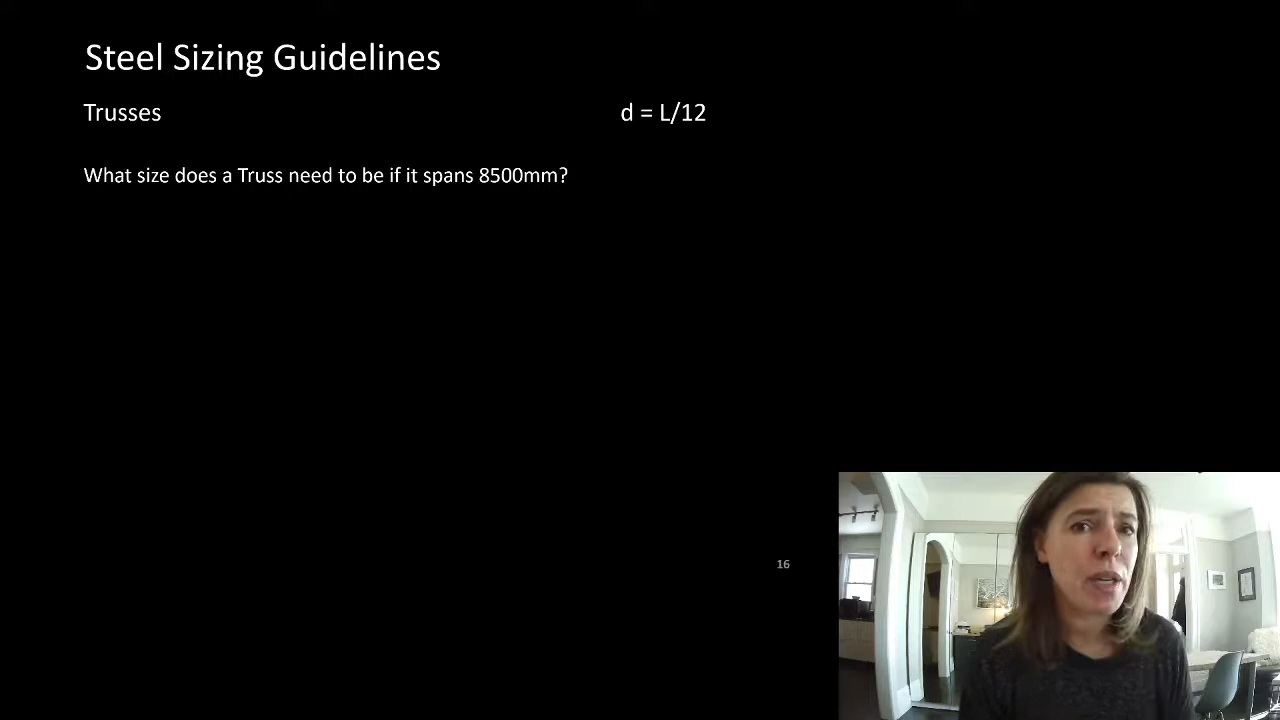 Steel Sizing Guidelines
Trusses d = L/12
What size does a Truss need to be if it spans 8500mm?
16